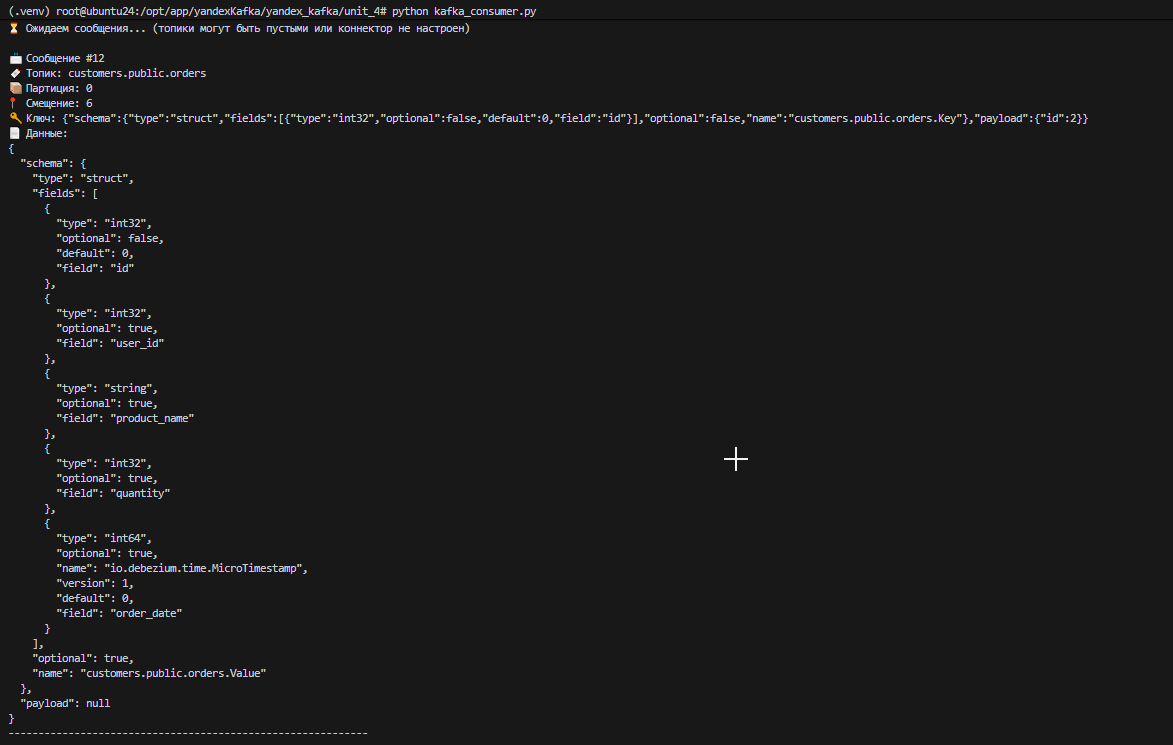 (.venv) root@ubuntu24:/opt/app/yandexKafka/yandex_kafka/unit_4# python kafka_consumer.py
⏳ Ожидаем сообщения... (топики могут быть пустыми или коннектор не настроен)
📩 Сообщение #12
Топик: customers.public.orders
📦 Партиция: 0
📍 Смещение: 6
🔑 Ключ: {"schema":{"type":"struct","fields":[{"type":"int32","optional":false,"default":0,"field":"id"}],"optional":false,"name":"customers.public.orders.Key"},"payload":{"id":2}}
📄 Данные:
{
  "schema": {
    "type": "struct",
    "fields": [
      {
        "type": "int32",
        "optional": false,
        "default": 0,
        "field": "id"
      },
      {
        "type": "int32",
        "optional": true,
        "field": "user_id"
      },
      {
        "type": "string",
        "optional": true,
        "field": "product_name"
      },
      {
        "type": "int32",
        "optional": true,
        "field": "quantity"
      },
      {
        "type": "int64",
        "optional": true,
        "name": "io.debezium.time.MicroTimestamp",
        "version": 1,
        "default": 0,
        "field": "order_date"
      }
    ],
    "optional": true,
    "name": "customers.public.orders.Value"
  },
  "payload": null
}
------------------------------------------------------------